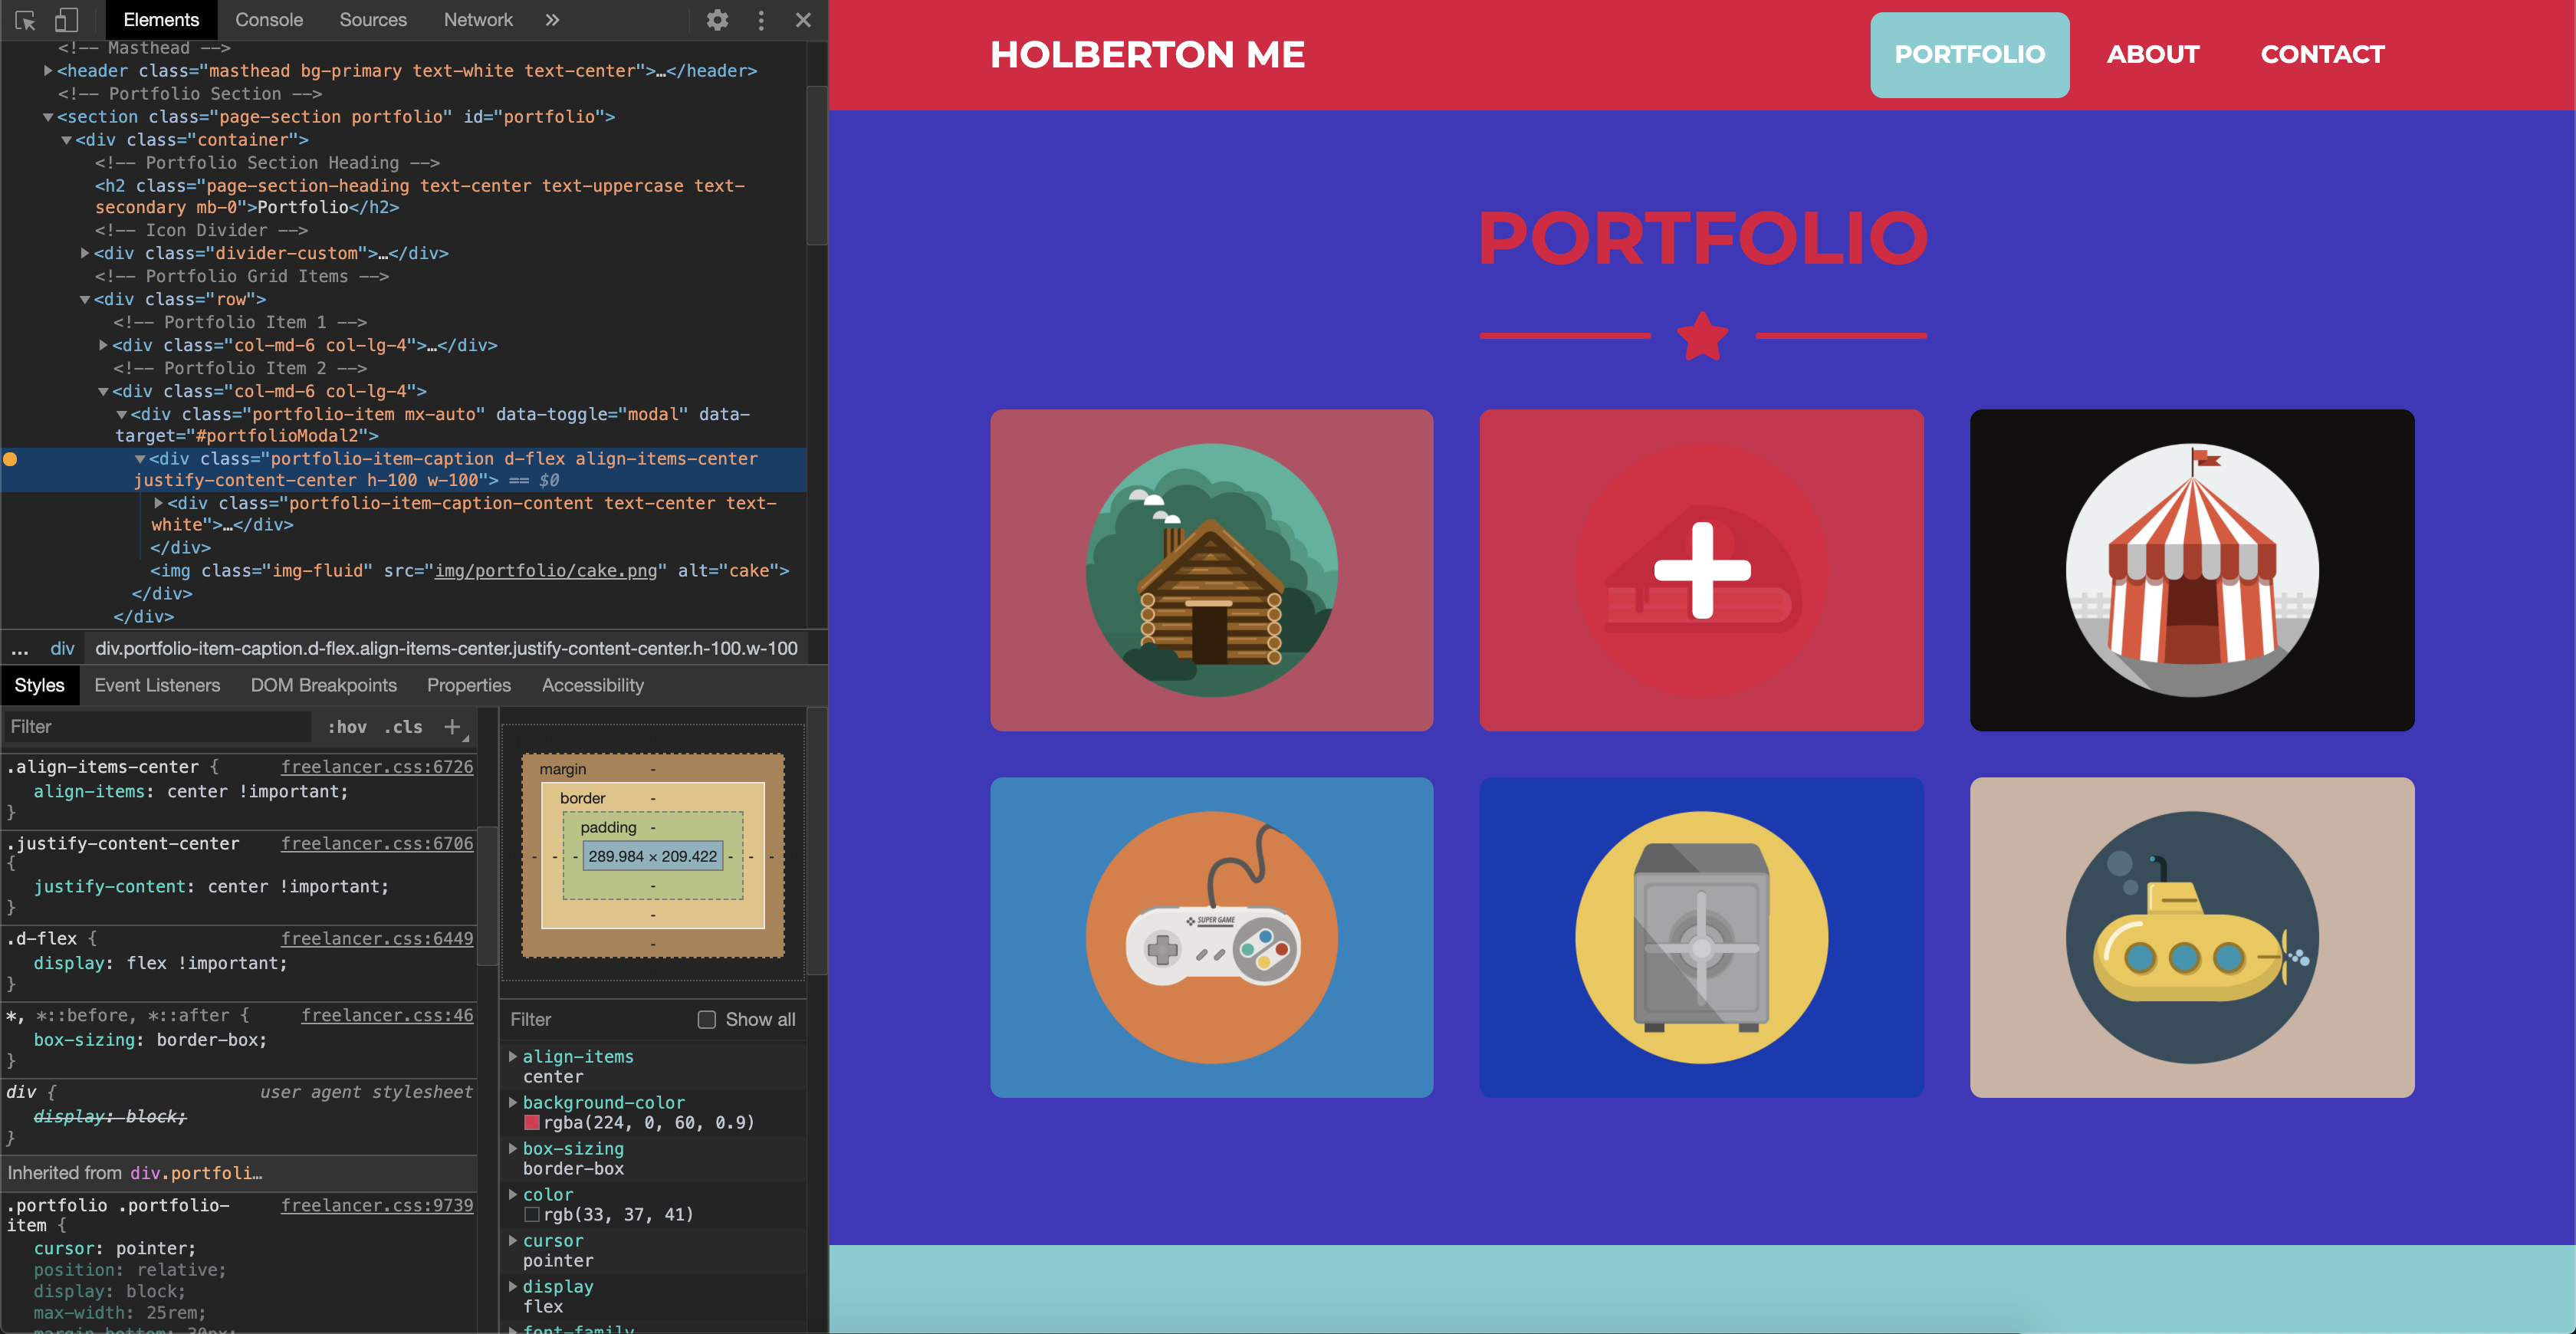 Elements Console Sources Network »
<!-- Masthead -->
<header class="masthead bg-primary text-white text-center">…</header>
<!-- Portfolio Section -->
<section class="page-section portfolio" id="portfolio">
<div class="container">
<!-- Portfolio Section Heading -->
<h2 class="page-section-heading text-center text-uppercase text-
secondary mb-0">Portfolio</h2>
<!-- Icon Divider -->
<div class="divider-custom">…</div>
<!-- Portfolio Grid Items -->
<div class="row">
<!-- Portfolio Item 1 -->
<div class="col-md-6 col-lg-4">…</div>
<!-- Portfolio Item 2 -->
<div class="col-md-6 col-lg-4">
<div class="portfolio-item mx-auto" data-toggle="modal" data-
target="#portfolioModal2">
<div class="portfolio-item-caption d-flex align-items-center
justify-content-center h-100 w-100"> == $0
<div class="portfolio-item-caption-content text-center text-
white">…</div>
</div>
<img class="img-fluid" src="img/portfolio/cake.png" alt="cake">
</div>
</div>
... div div.portfolio-item-caption.d-flex.align-items-center.justify-content-center.h-100.w-100
Styles Event Listeners DOM Breakpoints Properties Accessibility
Filter :hov .cls +
.align-items-center { freelancer.css:6726
align-items: center !important;
}
.justify-content-center freelancer.css:6706
{
justify-content: center !important;
}
.d-flex { freelancer.css:6449
display: flex !important;
}
*, *::before, *::after { freelancer.css:46
box-sizing: border-box;
}
div { user agent stylesheet
display: block;
}
Inherited from div.portfoli…
.portfolio .portfolio- freelancer.css:9739
item {
cursor: pointer;
position: relative;
display: block;
max-width: 25rem;
margin-bottom: 30px;
margin -
border -
padding -
- - - 289.984 × 209.422 - - -
-
-
-
Filter Show all
align-items
center
background-color
rgba(224, 0, 60, 0.9)
box-sizing
border-box
color
rgb(33, 37, 41)
cursor
pointer
display
flex
font-family
HOLBERTON ME PORTFOLIO ABOUT CONTACT
PORTFOLIO
SUPER GAME